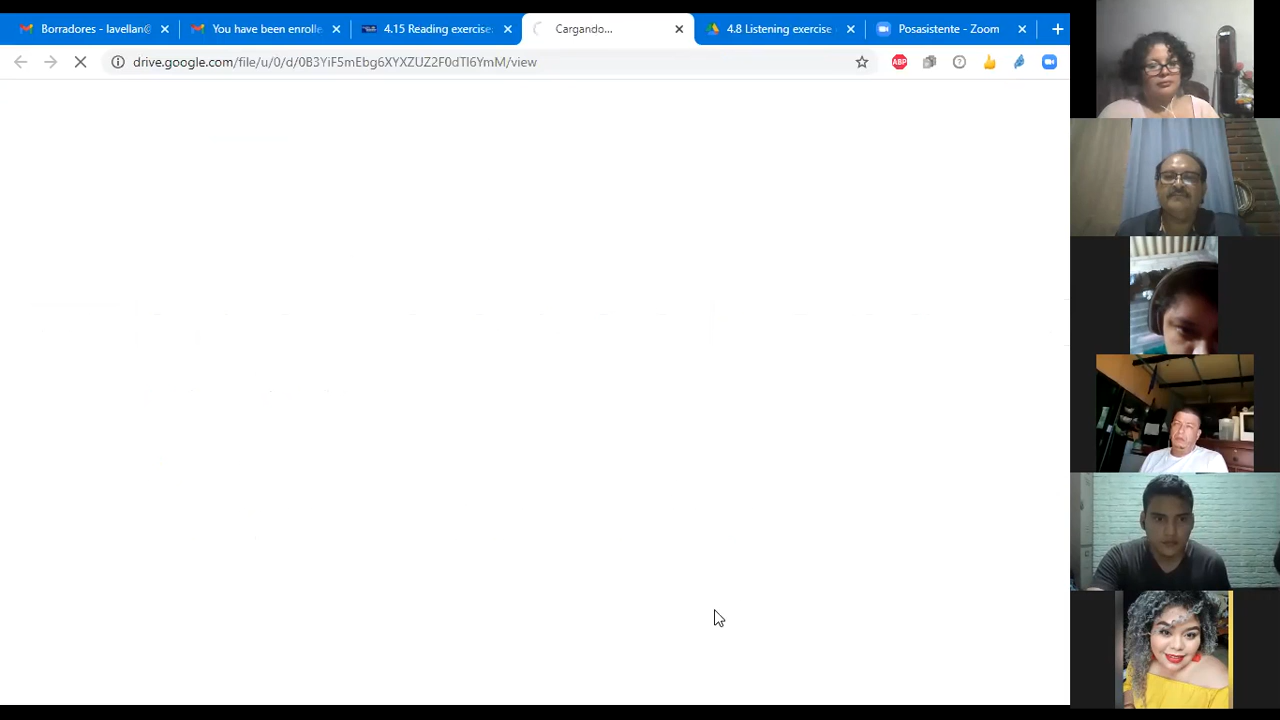 Borradores - lavellan@
You have been enrolle
4.15 Reading exercise.
Cargando...
4.8 Listening exercise
Posasistente - Zoom
drive.google.com/file/u/0/d/0B3YiF5mEbg6XYXZUZ2F0dTl6YmM/view
ABP